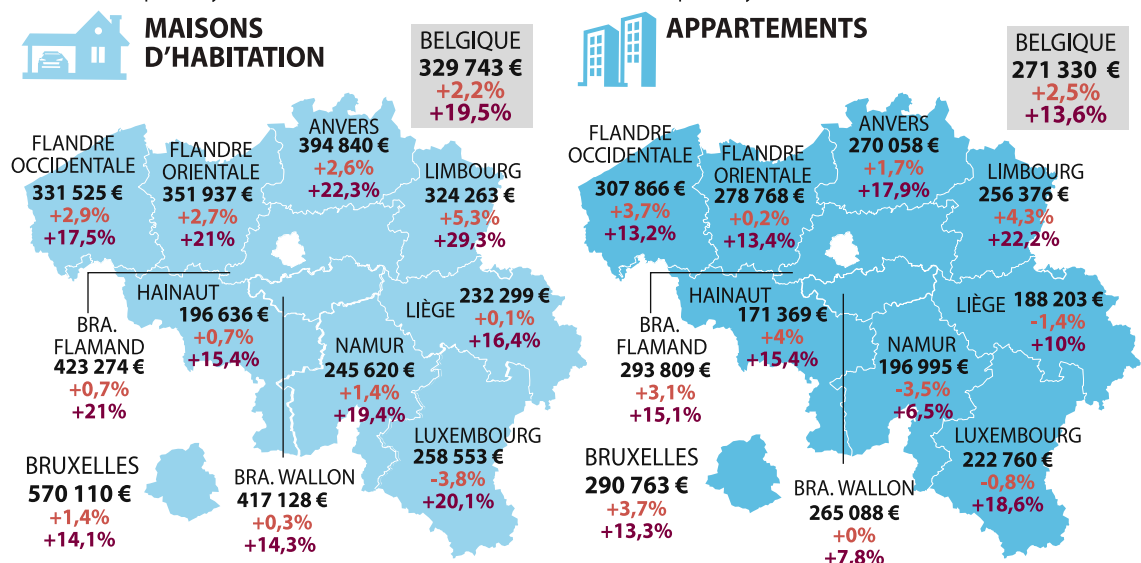 MAISONS
D'HABITATION
BELGIQUE
329 743 €
+2,2%
+19,5%
FLANDRE
OCCIDENTALE
331 525 €
+2,9%
+17,5%
FLANDRE
ORIENTALE
351 937 €
+2,7%
+21%
ANVERS
394 840 €
+2,6%
+22,3%
LIMBOURG
324 263 €
+5,3%
+29,3%
BRA.
FLAMAND
423 274 €
+0,7%
+21%
HAINAUT
196 636 €
+0,7%
+15,4%
LIÈGE
232 299 €
+0,1%
+16,4%
NAMUR
245 620 €
+1,4%
+19,4%
LUXEMBOURG
258 553 €
-3,8%
+20,1%
BRUXELLES
570 110 €
+1,4%
+14,1%
BRA. WALLON
417 128 €
+0,3%
+14,3%
APPARTEMENTS
BELGIQUE
271 330 €
+2,5%
+13,6%
FLANDRE
OCCIDENTALE
307 866 €
+3,7%
+13,2%
FLANDRE
ORIENTALE
278 768 €
+0,2%
+13,4%
ANVERS
270 058 €
+1,7%
+17,9%
LIMBOURG
256 376 €
+4,3%
+22,2%
BRA.
FLAMAND
293 809 €
+3,1%
+15,1%
HAINAUT
171 369 €
+4%
+15,4%
LIÈGE
188 203 €
-1,4%
+10%
NAMUR
196 995 €
-3,5%
+6,5%
LUXEMBOURG
222 760 €
-0,8%
+18,6%
BRUXELLES
290 763 €
+3,7%
+13,3%
BRA. WALLON
265 088 €
+0%
+7,8%